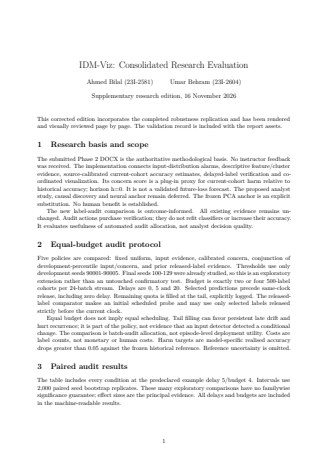 IDM-Viz: Consolidated Research Evaluation
Ahmed Bilal (23I-2581) Umar Behram (23I-2604)
Supplementary research edition, 16 November 2026
This corrected edition incorporates the completed robustness replication and has been rendered
and visually reviewed page by page. The validation record is included with the report assets.
1 Research basis and scope
The submitted Phase 2 DOCX is the authoritative methodological basis. No instructor feedback
was received. The implementation connects input-distribution alarms, descriptive feature/cluster
evidence, source-calibrated current-concern estimates, delayed-label verification and co-
ordinated visualization. Its concern score is a plug-in proxy for current-concern harm relative to
historical accuracy; horizon h=0. It is not a validated future-loss forecast. The proposed analyst
study, causal discovery and neural anchor remain deferred. The frozen PCA anchor is an explicit
substitution. No human benefit is established.
The new label-audit comparison is outcome-informed. All existing evidence remains un-
changed. Audit actions purchase verification; they do not edit classifiers or increase their accuracy.
It evaluates usefulness of automated audit allocation, not analyst decision quality.
2 Equal-budget audit protocol
Five policies are compared: fixed uniform, input evidence, calibrated concern, conjunction of
development-percentile input/concern, and prior released-label evidence. Thresholds use only
development seeds 90001-90005. Final seeds 100-129 were already studied, so this is an exploratory
extension rather than an untouched confirmatory test. Budget is exactly two or four 500-label
cohorts per 24-batch stream. Delays are 0, 5 and 20. Selected predictions precede same-clock
release, including zero delay. Remaining quota is filled at the tail, explicitly logged. The released-
label comparator makes an initial scheduled probe and may use only selected labels released
strictly before the current clock.
Equal budget does not imply equal scheduling. Tail filling can favor persistent late drift and
hurt recurrence; it is part of the policy, not evidence that an input detector detected a conditional
change. The comparison is batch-audit allocation, not episode-level utility deployment. Costs are
label counts, not monetary or human costs. Harm targets are model-specific realised accuracy
drops greater than 0.05 against the frozen historical reference. Reference uncertainty is omitted.
3 Paired audit results
The table includes every condition at the predeclared example delay 5/budget 4. Intervals use
2,000 paired seed bootstrap replicates. These many exploratory comparisons have no familywise
significance guarantee; effect sizes are the principal evidence. All delays and budgets are included
in the machine-readable results.
1